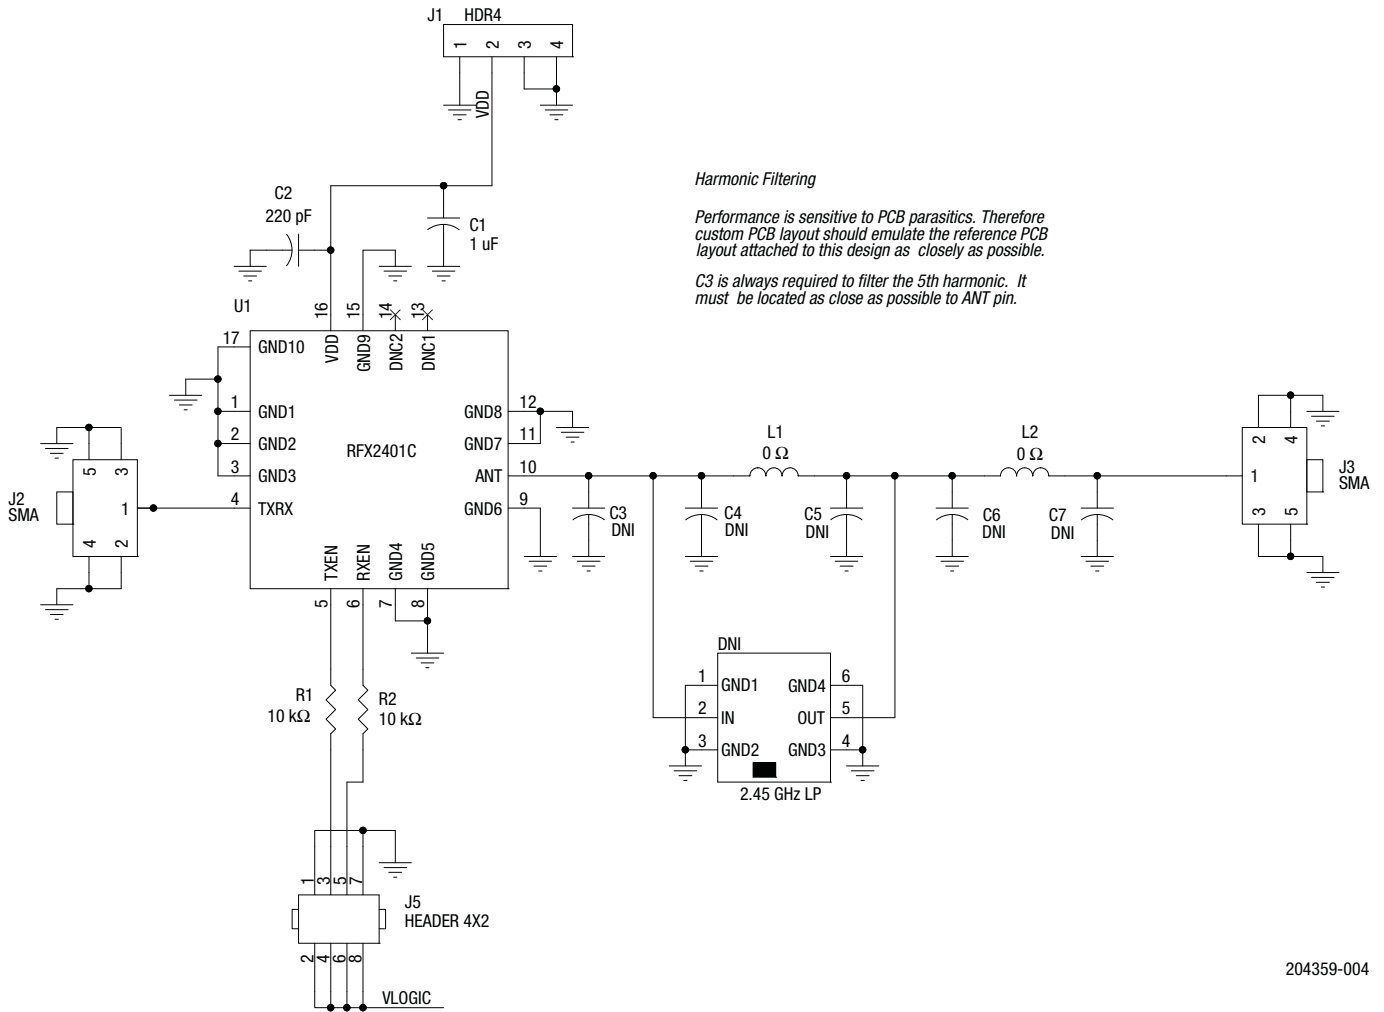 J1 HDR4
1 2 3 4
VDD
C2
220 pF
C1
1 uF
Harmonic Filtering
Performance is sensitive to PCB parasitics. Therefore
custom PCB layout should emulate the reference PCB
layout attached to this design as closely as possible.
C3 is always required to filter the 5th harmonic. It
must be located as close as possible to ANT pin.
U1
16 15 14 13
VDD GND9 DNC2 DNC1
17 GND10
1 GND1
2 GND2
3 GND3
4 TXRX
RFX2401C
GND8 12
GND7 11
ANT 10
GND6 9
TXEN RXEN GND4 GND5
5 6 7 8
J2
SMA
5 3
1
4 2
L1
0 Ω
L2
0 Ω
C3
DNI
C4
DNI
C5
DNI
C6
DNI
C7
DNI
J3
SMA
2 4
1
3 5
R1
10 kΩ
R2
10 kΩ
DNI
1 GND1 GND4 6
2 IN OUT 5
3 GND2 GND3 4
2.45 GHz LP
1 3 5 7
J5
HEADER 4X2
2 4 6 8
VLOGIC
204359-004